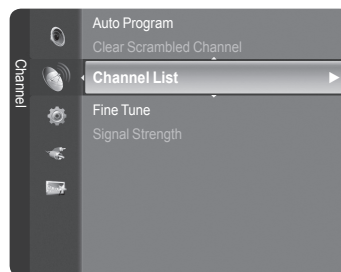 Channel
Auto Program
Clear Scrambled Channel
Channel List
Fine Tune
Signal Strength